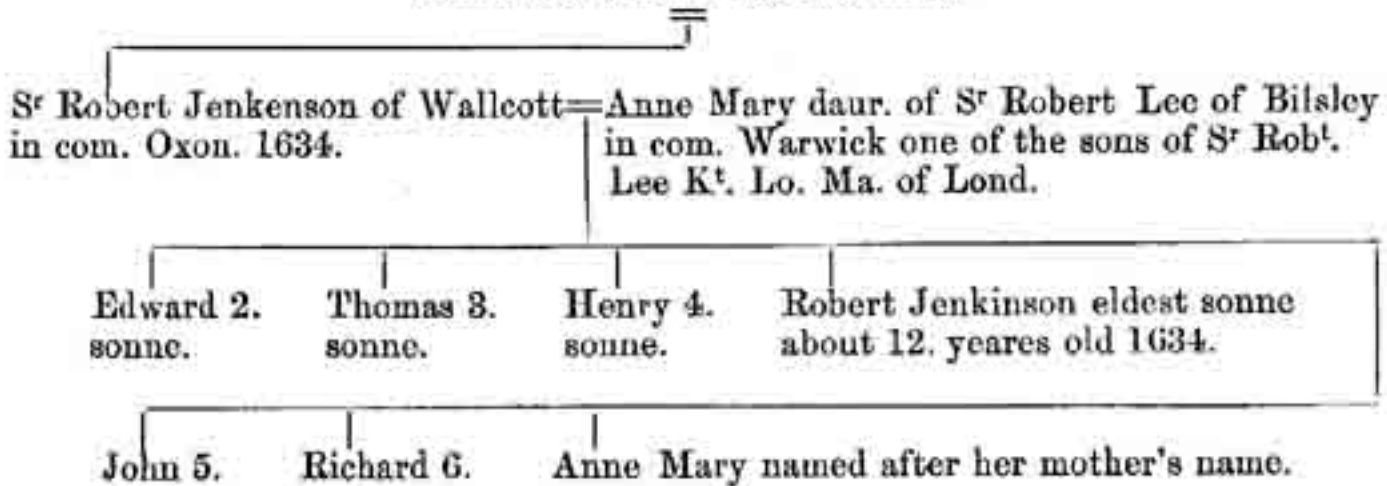 Sʳ Robert Jenkenson of Wallcott=Anne Mary daur. of Sʳ Robert Lee of Bilsley
in com. Oxon. 1634. in com. Warwick one of the sons of Sʳ Robᵗ.
Lee Kᵗ. Lo. Ma. of Lond.
Edward 2. Thomas 3. Henry 4. Robert Jenkinson eldest sonne
sonne. sonne. sonne. about 12. yeares old 1634.
John 5. Richard 6. Anne Mary named after her mother's name.